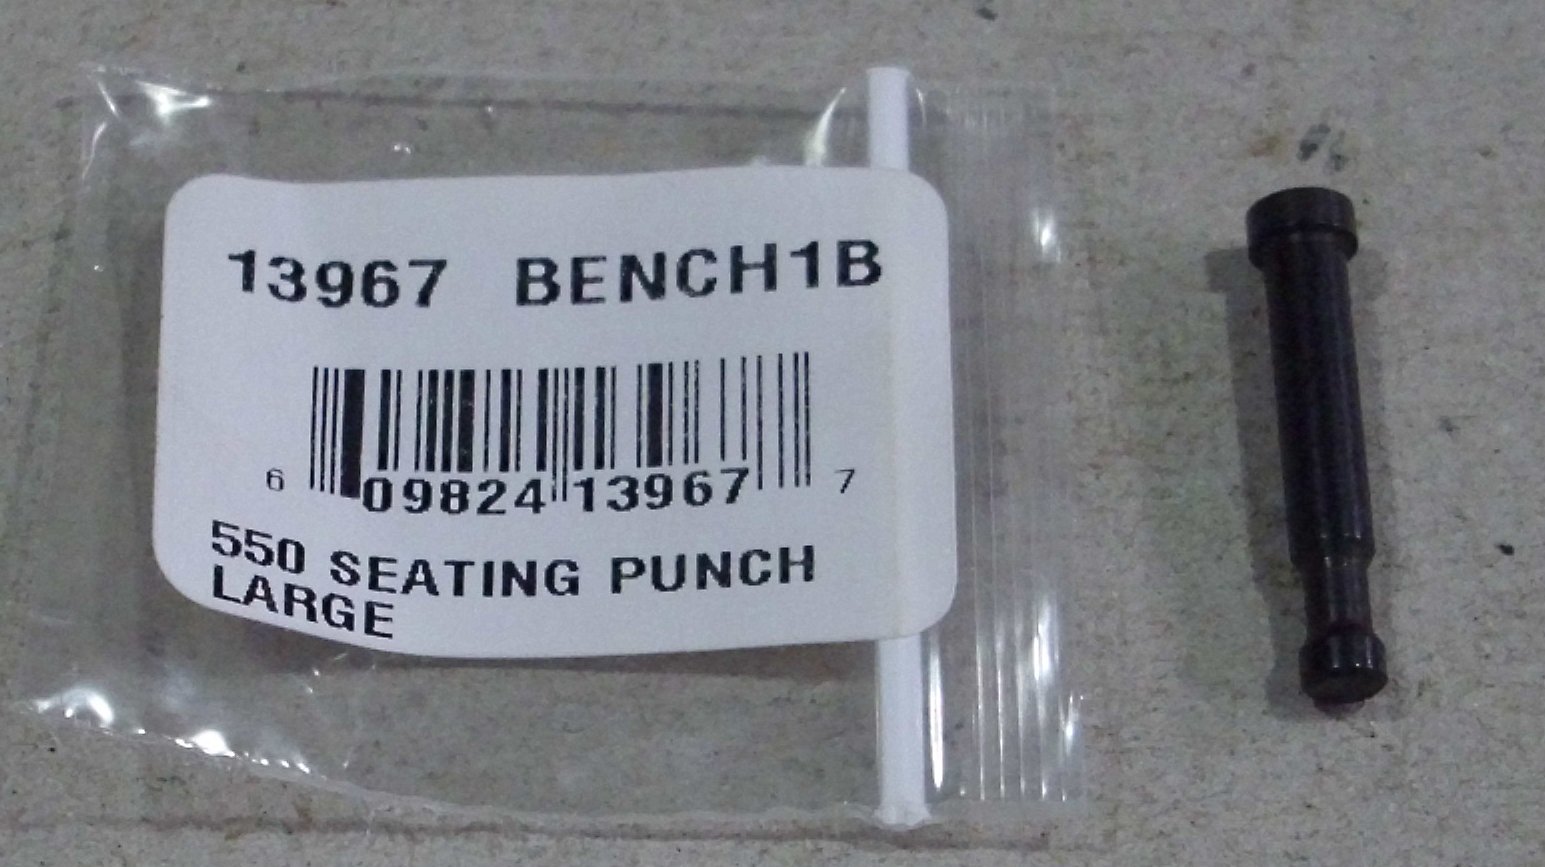 13967 BENCH1B
6 09824 13967 7
550 SEATING PUNCH
LARGE